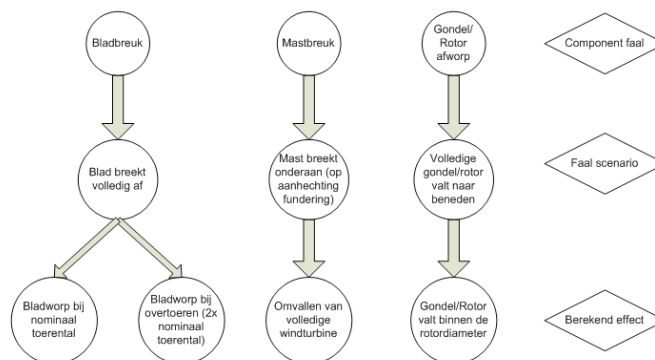 Bladbreuk
Mastbreuk
Gondel/
Rotor
afworp
Component faal
Blad breekt
volledig af
Mast breekt
onderaan (op
aanhechting
fundering)
Volledige
gondel/rotor
valt naar
beneden
Faal scenario
Bladworp bij
nominaal
toerental
Bladworp bij
overtoeren (2x
nominaal
toerental)
Omvallen van
volledige
windturbine
Gondel/Rotor
valt binnen de
rotordiameter
Berekend effect